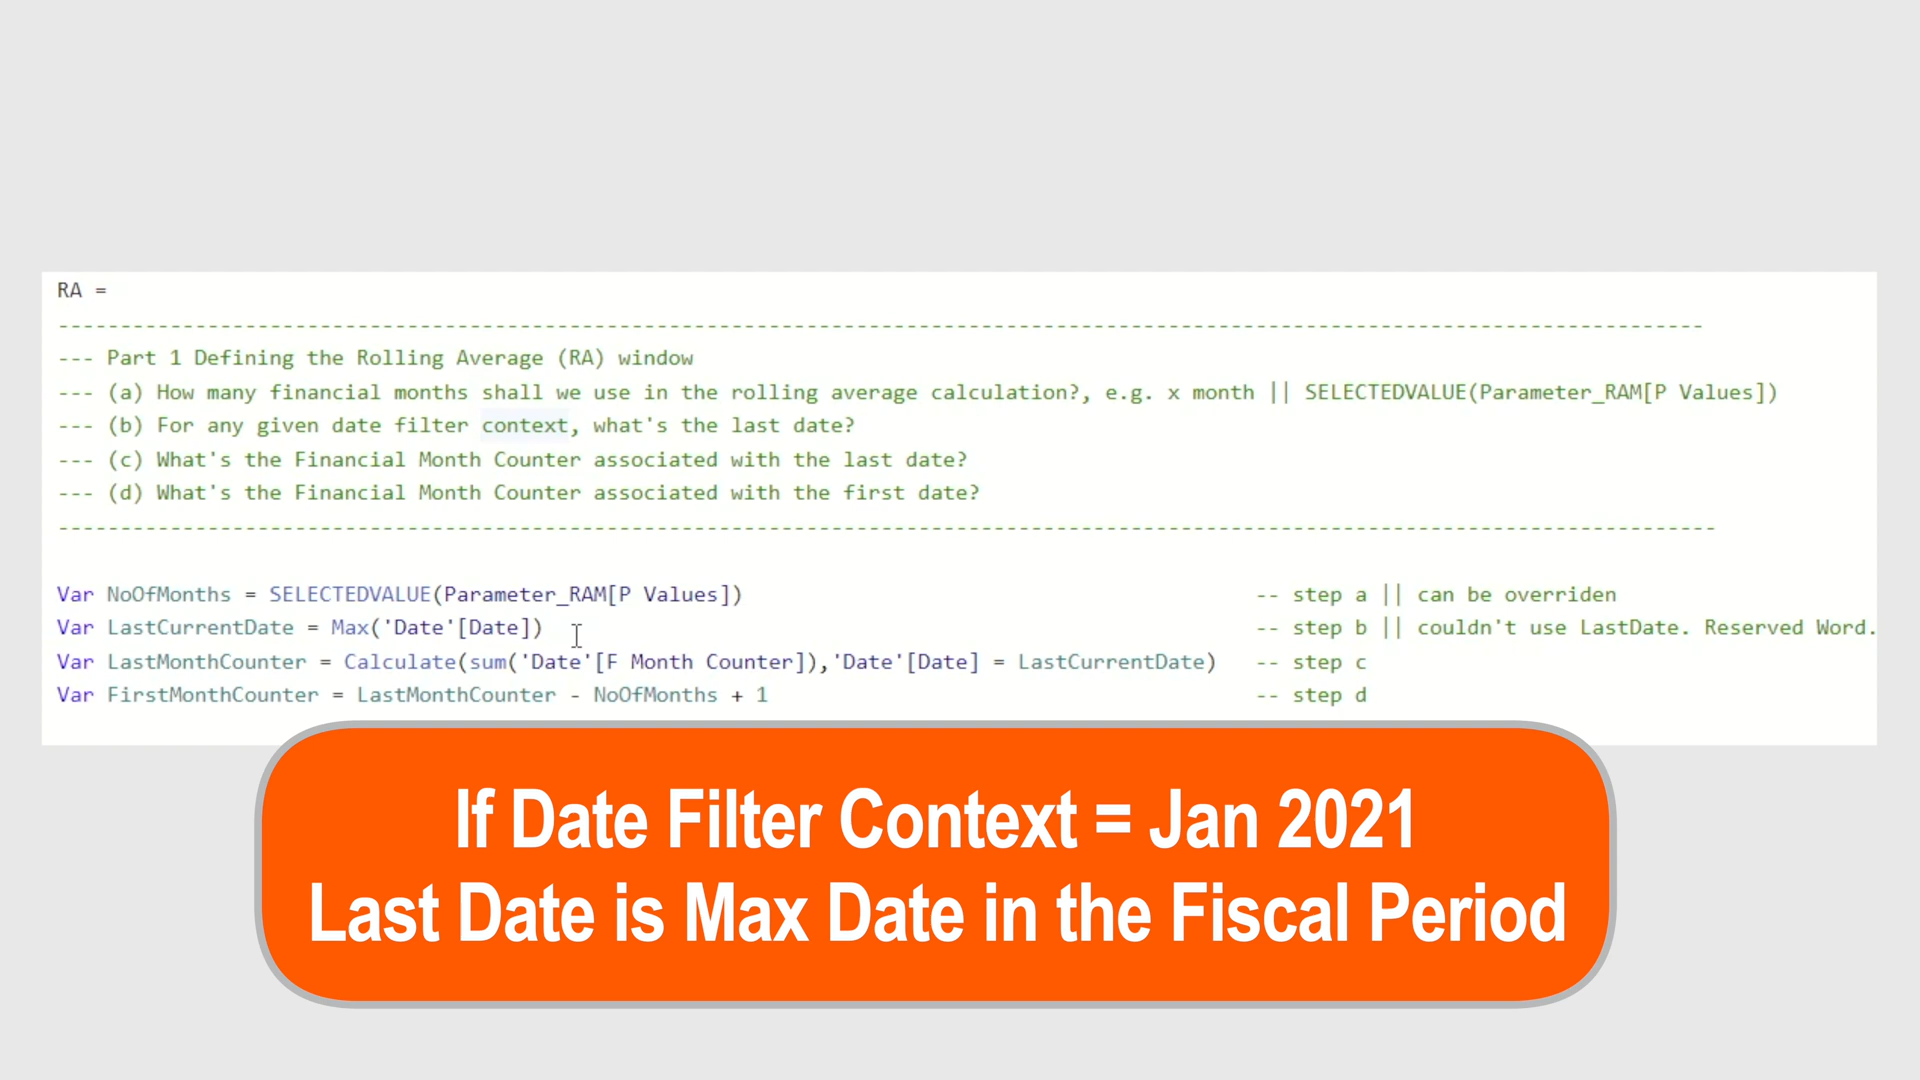 RA =
--------------------------------------------------------------------------------------------------------------------------------------
--- Part 1 Defining the Rolling Average (RA) window
--- (a) How many financial months shall we use in the rolling average calculation?, e.g. x month || SELECTEDVALUE(Parameter_RAM[P Values])
--- (b) For any given date filter context, what's the last date?
--- (c) What's the Financial Month Counter associated with the last date?
--- (d) What's the Financial Month Counter associated with the first date?
--------------------------------------------------------------------------------------------------------------------------------------
Var NoOfMonths = SELECTEDVALUE(Parameter_RAM[P Values]) -- step a || can be overriden
Var LastCurrentDate = Max('Date'[Date]) -- step b || couldn't use LastDate. Reserved Word.
Var LastMonthCounter = Calculate(sum('Date'[F Month Counter]),'Date'[Date] = LastCurrentDate) -- step c
Var FirstMonthCounter = LastMonthCounter - NoOfMonths + 1 -- step d
If Date Filter Context = Jan 2021
Last Date is Max Date in the Fiscal Period